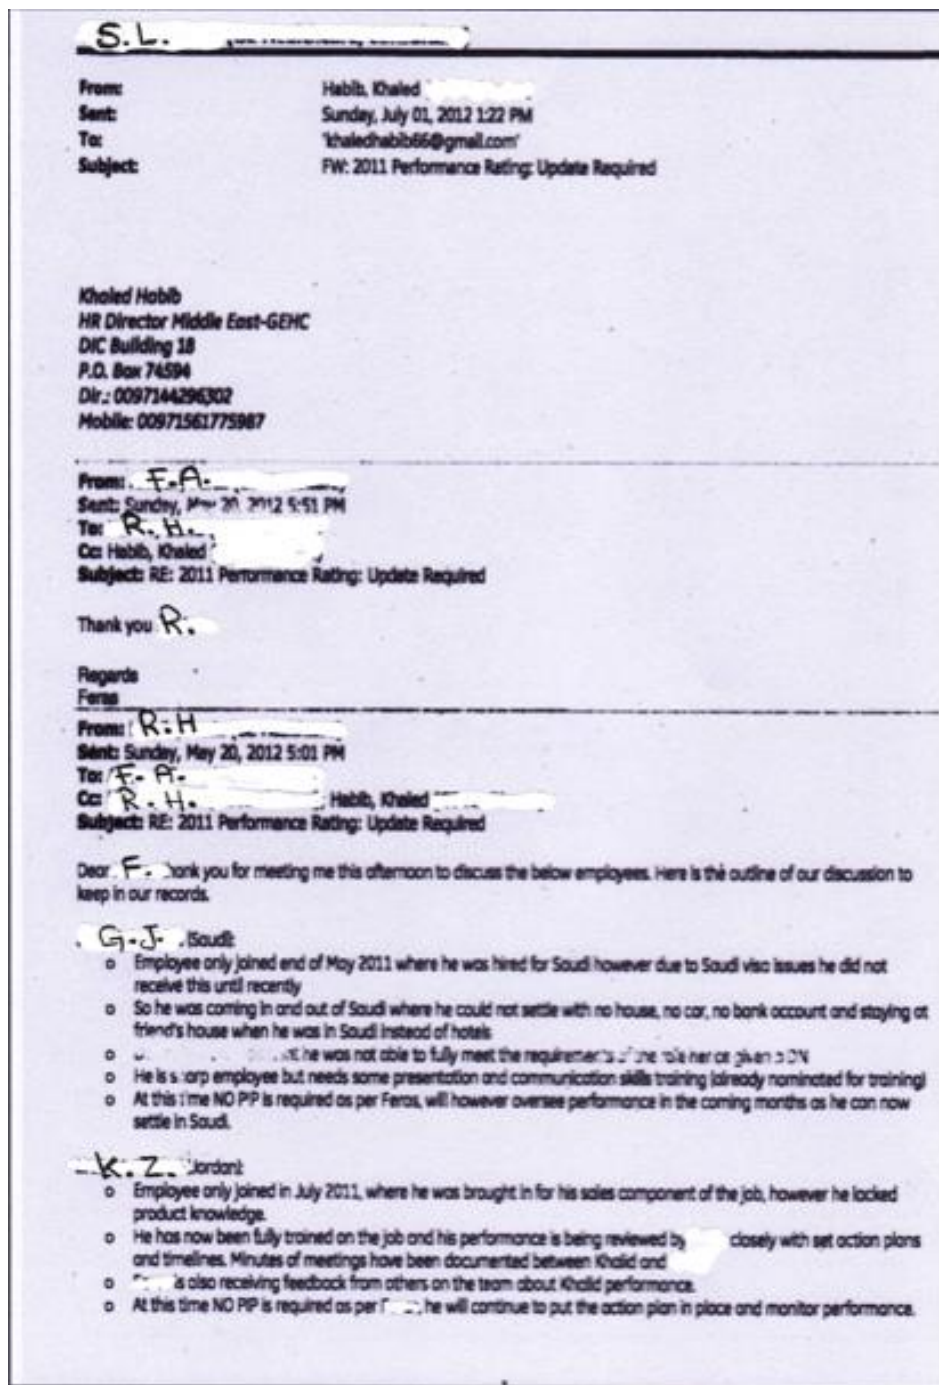 S. L.
From: Habib, Khaled
Sent: Sunday, July 01, 2012 1:22 PM
To: 'khaledhabib66@gmail.com'
Subject: FW: 2011 Performance Rating: Update Required
Khaled Habib
HR Director Middle East-GEHC
DIC Building 18
P.O. Box 74594
Dir.: 0097144296302
Mobile: 00971561775987
From: F.A.
Sent: Sunday, May 20, 2012 5:51 PM
To: R. H.
Cc: Habib, Khaled
Subject: RE: 2011 Performance Rating: Update Required
Thank you R.
Regards
Feras
From: R.H
Sent: Sunday, May 20, 2012 5:01 PM
To: F. A.
Cc: R. H. ; Habib, Khaled
Subject: RE: 2011 Performance Rating: Update Required
Dear F. hank you for meeting me this afternoon to discuss the below employees. Here is the outline of our discussion to
keep in our records.
G.J. (Saudi):
o Employee only joined end of May 2011 where he was hired for Saudi however due to Saudi visa issues he did not
receive this until recently
o So he was coming in and out of Saudi where he could not settle with no house, no car, no bank account and staying at
friend's house when he was in Saudi instead of hotels
o he was not able to fully meet the requirements of the role given DN
o He is s arp employee but needs some presentation and communication skills training (already nominated for training)
o At this time NO PIP is required as per Feras, will however oversee performance in the coming months as he can now
settle in Saudi.
K. Z. (Jordan):
o Employee only joined in July 2011, where he was brought in for his sales component of the job, however he lacked
product knowledge.
o He has now been fully trained on the job and his performance is being reviewed by closely with set action plans
and timelines. Minutes of meetings have been documented between Khalid and
o is also receiving feedback from others on the team about Khalid performance.
o At this time NO PIP is required as per F , he will continue to put the action plan in place and monitor performance.